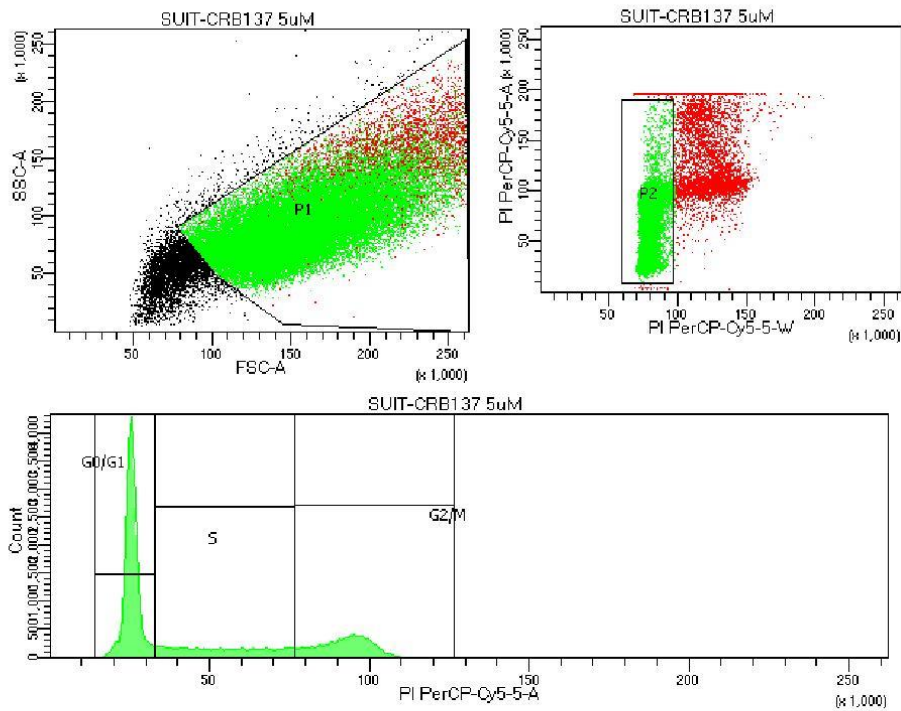 SUIT-CRB137 5uM
(x 1,000)
SSC-A
50 100 150 200 250
P1
50 100 150 200 250
FSC-A
(x 1,000)
SUIT-CRB137 5uM
PI PerCP-Cy5-5-A (x 1,000)
50 100 150 200 250
P2
50 100 150 200 250
PI PerCP-Cy5-5-W
(x 1,000)
SUIT-CRB137 5uM
Count
0
G0/G1
S
G2/M
50 100 150 200 250
PI PerCP-Cy5-5-A
(x 1,000)